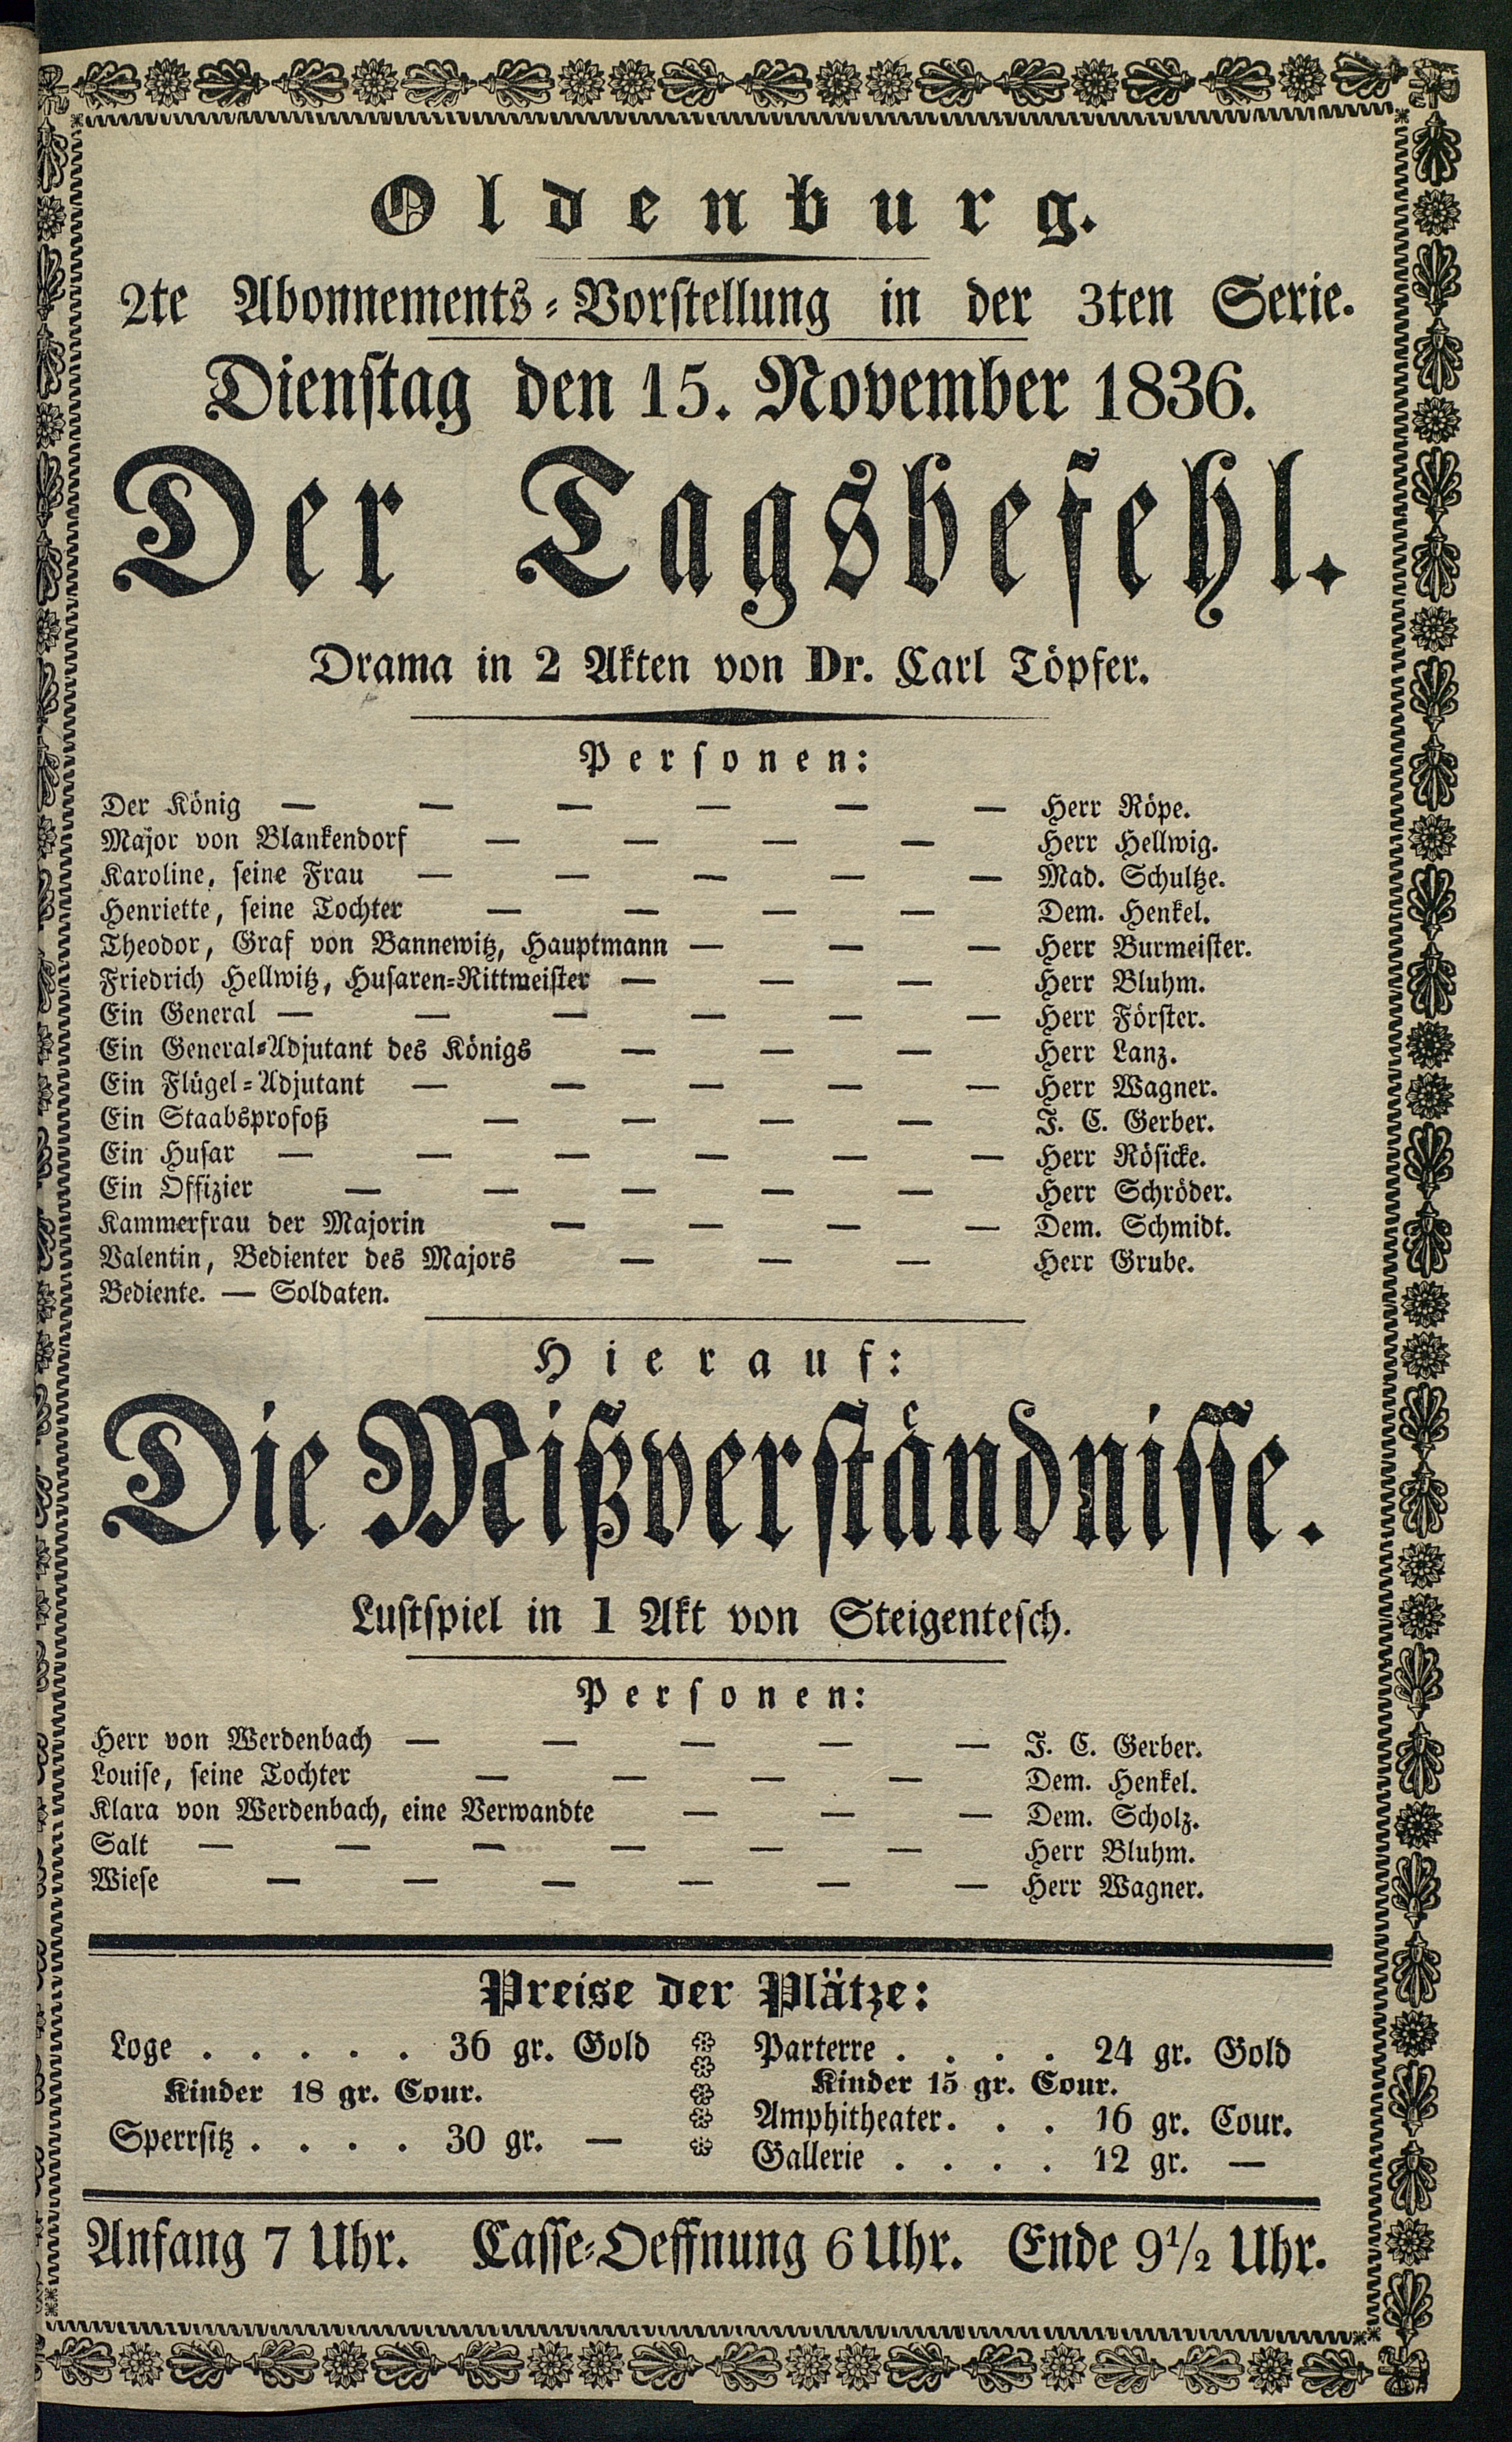 Oldenburg.
2te Abonnements-Vorstellung in der 3ten Serie.
Dienstag den 15. November 1836.
Der Tagsbefehl.
Drama in 2 Akten von Dr. Carl Töpfer.
Personen:
Der König — — — — — — Herr Röpe.
Major von Blankendorf — — — — Herr Hellwig.
Karoline, seine Frau — — — — — Mad. Schultze.
Henriette, seine Tochter — — — — Dem. Henkel.
Theodor, Graf von Bannewitz, Hauptmann — — — Herr Burmeister.
Friedrich Hellwitz, Husaren-Rittmeister — — — Herr Bluhm.
Ein General — — — — — — Herr Förster.
Ein General-Adjutant des Königs — — — Herr Lanz.
Ein Flügel-Adjutant — — — — — Herr Wagner.
Ein Staabsprofoß — — — — J. C. Gerber.
Ein Husar — — — — — — Herr Rösicke.
Ein Offizier — — — — — Herr Schröder.
Kammerfrau der Majorin — — — — Dem. Schmidt.
Valentin, Bedienter des Majors — — — Herr Grube.
Bediente. — Soldaten.
Hierauf:
Die Mißverständnisse.
Lustspiel in 1 Akt von Steigentesch.
Personen:
Herr von Werdenbach — — — — — J. C. Gerber.
Louise, seine Tochter — — — — Dem. Henkel.
Klara von Werdenbach, eine Verwandte — — — Dem. Scholz.
Salt — — — — — — Herr Bluhm.
Wiese — — — — — — Herr Wagner.
Preise der Plätze:
Loge . . . . . 36 gr. Gold
Kinder 18 gr. Cour.
Sperrsitz . . . . 30 gr. —
Parterre . . . . 24 gr. Gold
Kinder 15 gr. Cour.
Amphitheater. . . 16 gr. Cour.
Gallerie . . . . 12 gr. —
Anfang 7 Uhr. Casse-Oeffnung 6 Uhr. Ende 9½ Uhr.